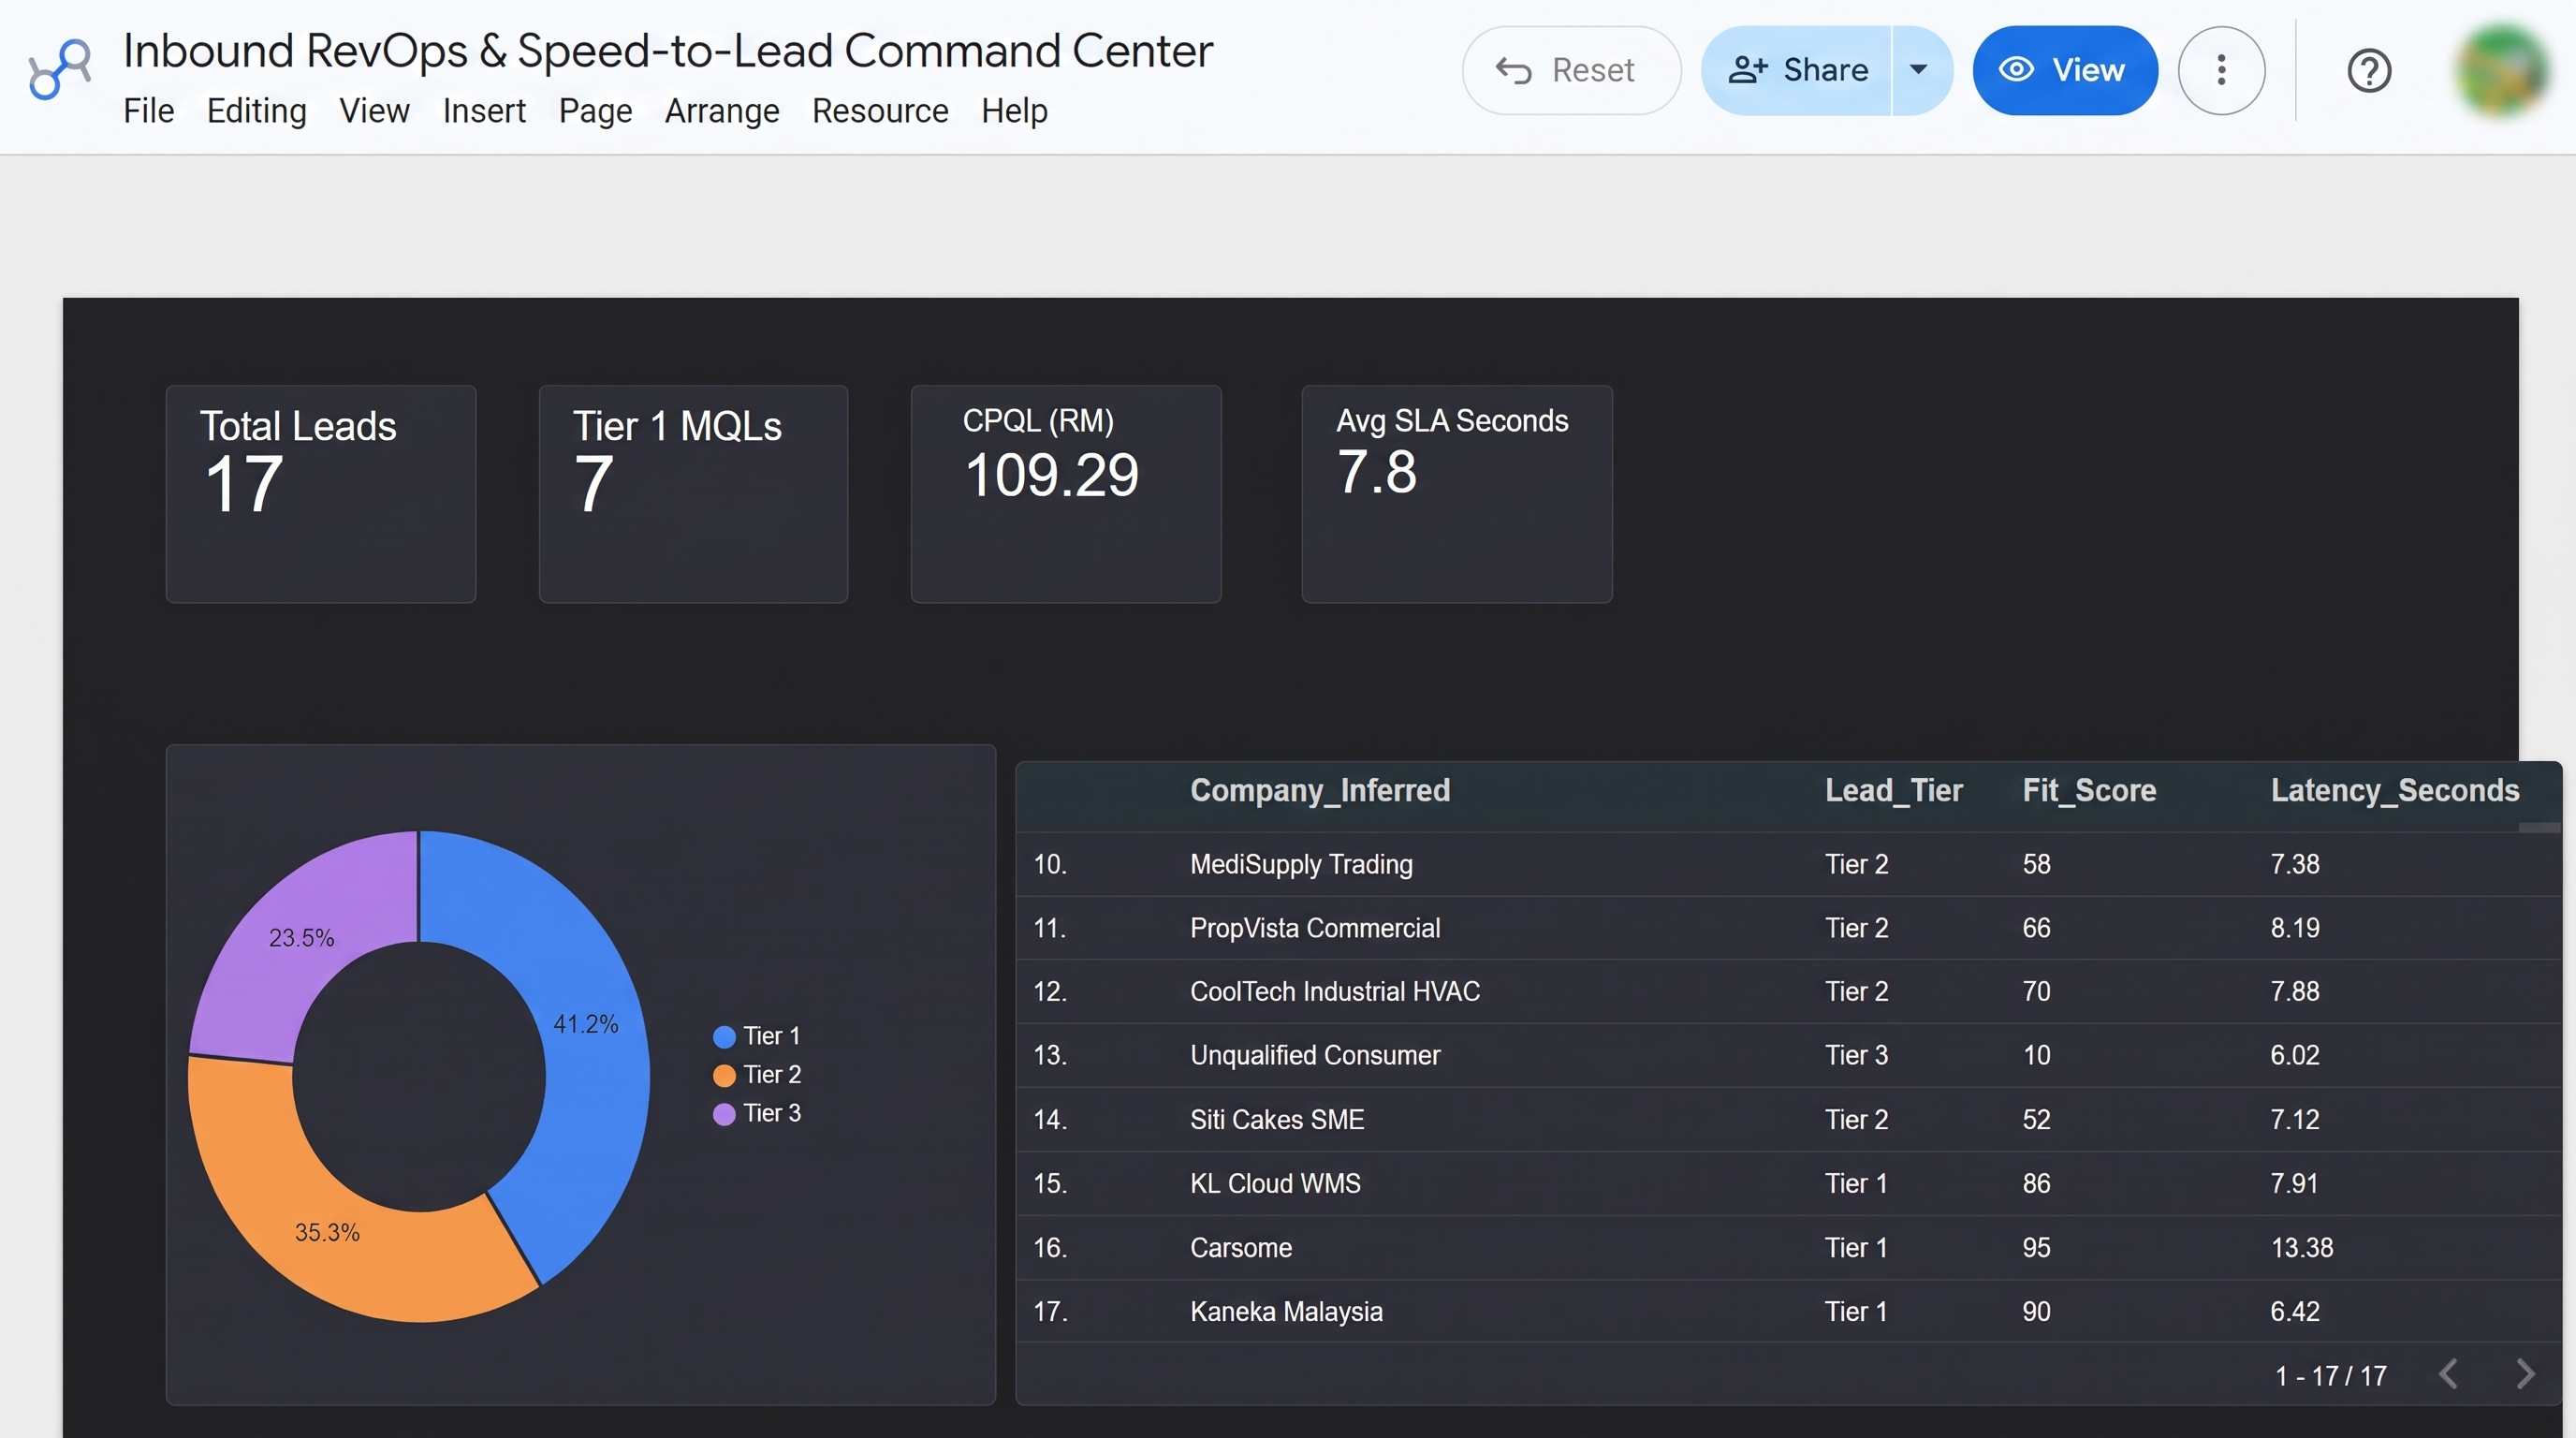 Inbound RevOps & Speed-to-Lead Command Center
File Editing View Insert Page Arrange Resource Help
Reset Share View
Total Leads
17
Tier 1 MQLs
7
CPQL (RM)
109.29
Avg SLA Seconds
7.8
23.5%
41.2%
35.3%
Tier 1
Tier 2
Tier 3
Company_Inferred Lead_Tier Fit_Score Latency_Seconds
10. MediSupply Trading Tier 2 58 7.38
11. PropVista Commercial Tier 2 66 8.19
12. CoolTech Industrial HVAC Tier 2 70 7.88
13. Unqualified Consumer Tier 3 10 6.02
14. Siti Cakes SME Tier 2 52 7.12
15. KL Cloud WMS Tier 1 86 7.91
16. Carsome Tier 1 95 13.38
17. Kaneka Malaysia Tier 1 90 6.42
1 - 17 / 17